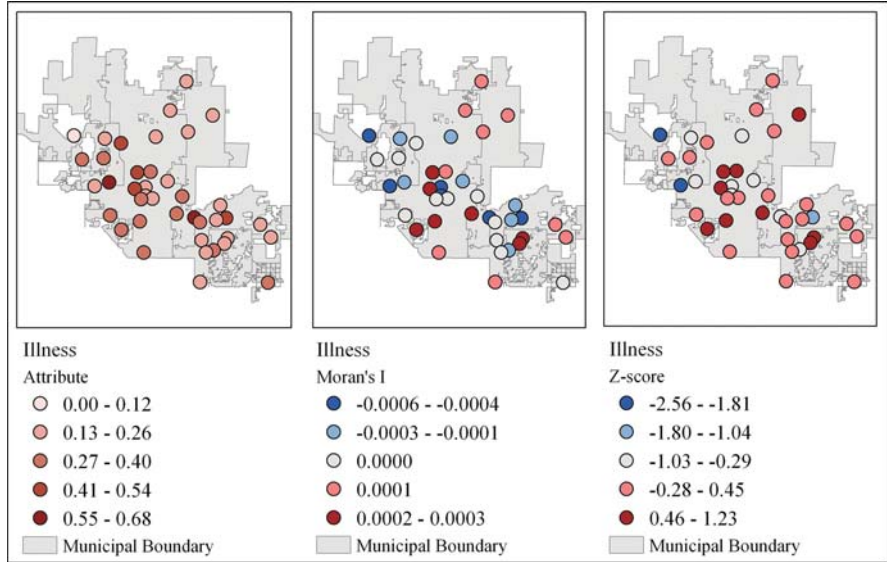 Illness
Attribute
0.00 - 0.12
0.13 - 0.26
0.27 - 0.40
0.41 - 0.54
0.55 - 0.68
Municipal Boundary
Illness
Moran's I
-0.0006 - -0.0004
-0.0003 - -0.0001
0.0000
0.0001
0.0002 - 0.0003
Municipal Boundary
Illness
Z-score
-2.56 - -1.81
-1.80 - -1.04
-1.03 - -0.29
-0.28 - 0.45
0.46 - 1.23
Municipal Boundary